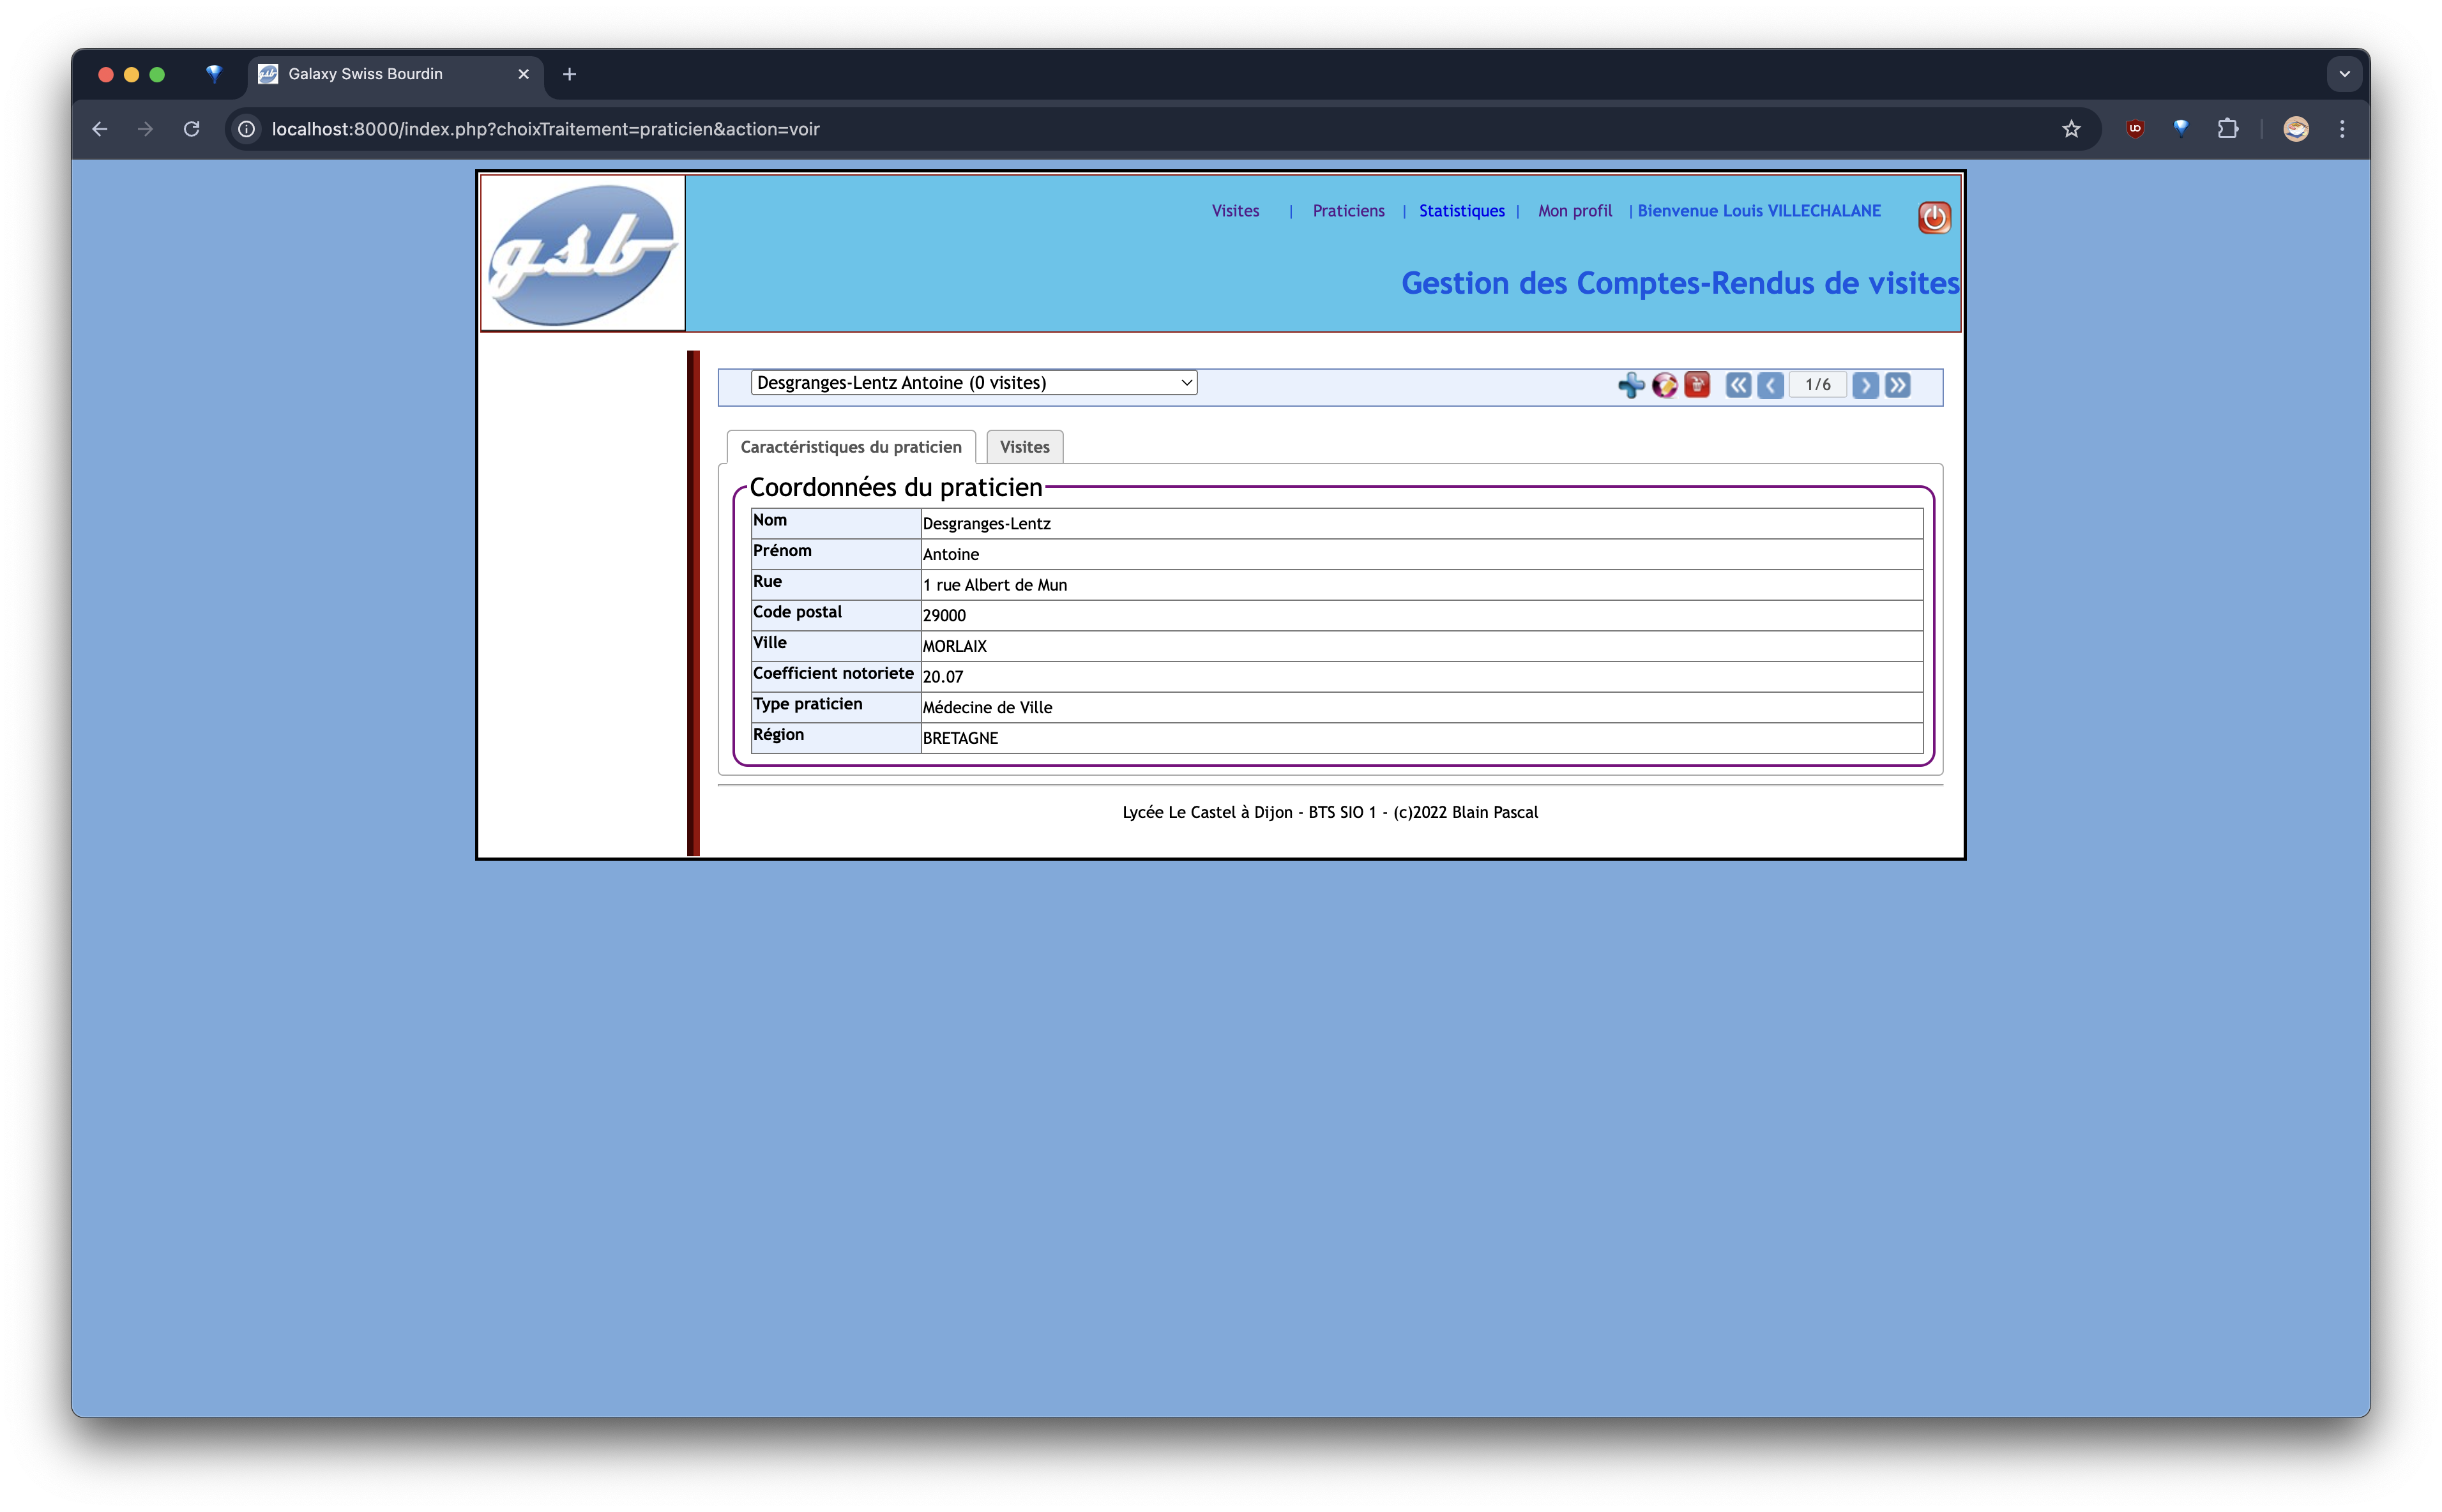 Galaxy Swiss Bourdin
localhost:8000/index.php?choixTraitement=praticien&action=voir
gsb
Visites | Praticiens | Statistiques | Mon profil | Bienvenue Louis VILLECHALANE
Gestion des Comptes-Rendus de visites
Desgranges-Lentz Antoine (0 visites)
1/6
Caractéristiques du praticien
Visites
Coordonnées du praticien
Nom Desgranges-Lentz
Prénom Antoine
Rue 1 rue Albert de Mun
Code postal 29000
Ville MORLAIX
Coefficient notoriete 20.07
Type praticien Médecine de Ville
Région BRETAGNE
Lycée Le Castel à Dijon - BTS SIO 1 - (c)2022 Blain Pascal